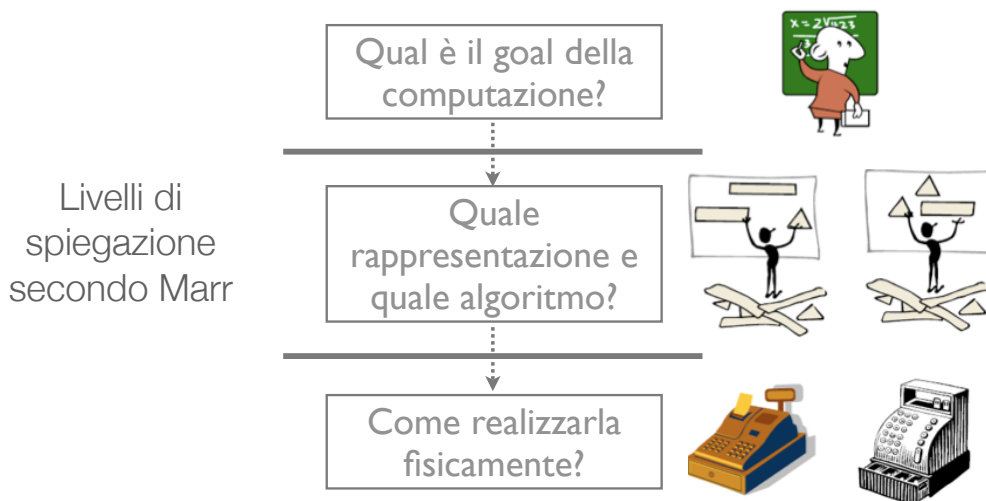 Qual è il goal della
computazione?
Livelli di
spiegazione
secondo Marr
Quale
rappresentazione e
quale algoritmo?
Come realizzarla
fisicamente?